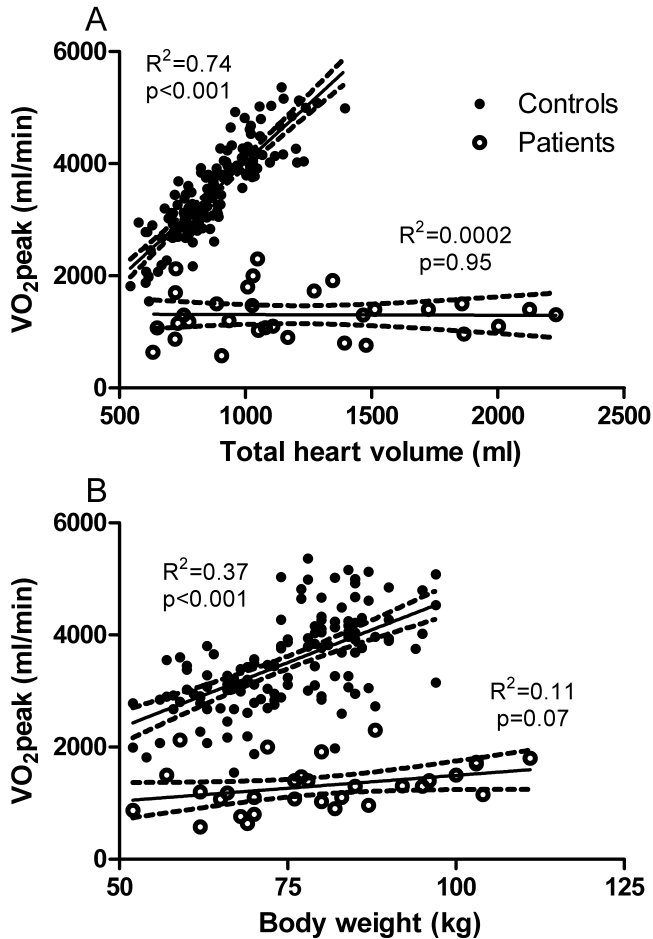 A
6000
4000
2000
0
VO2peak (ml/min)
R2=0.74
p<0.001
Controls
Patients
R2=0.0002
p=0.95
500 1000 1500 2000 2500
Total heart volume (ml)
B
6000
4000
2000
0
VO2peak (ml/min)
R2=0.37
p<0.001
R2=0.11
p=0.07
50 75 100 125
Body weight (kg)